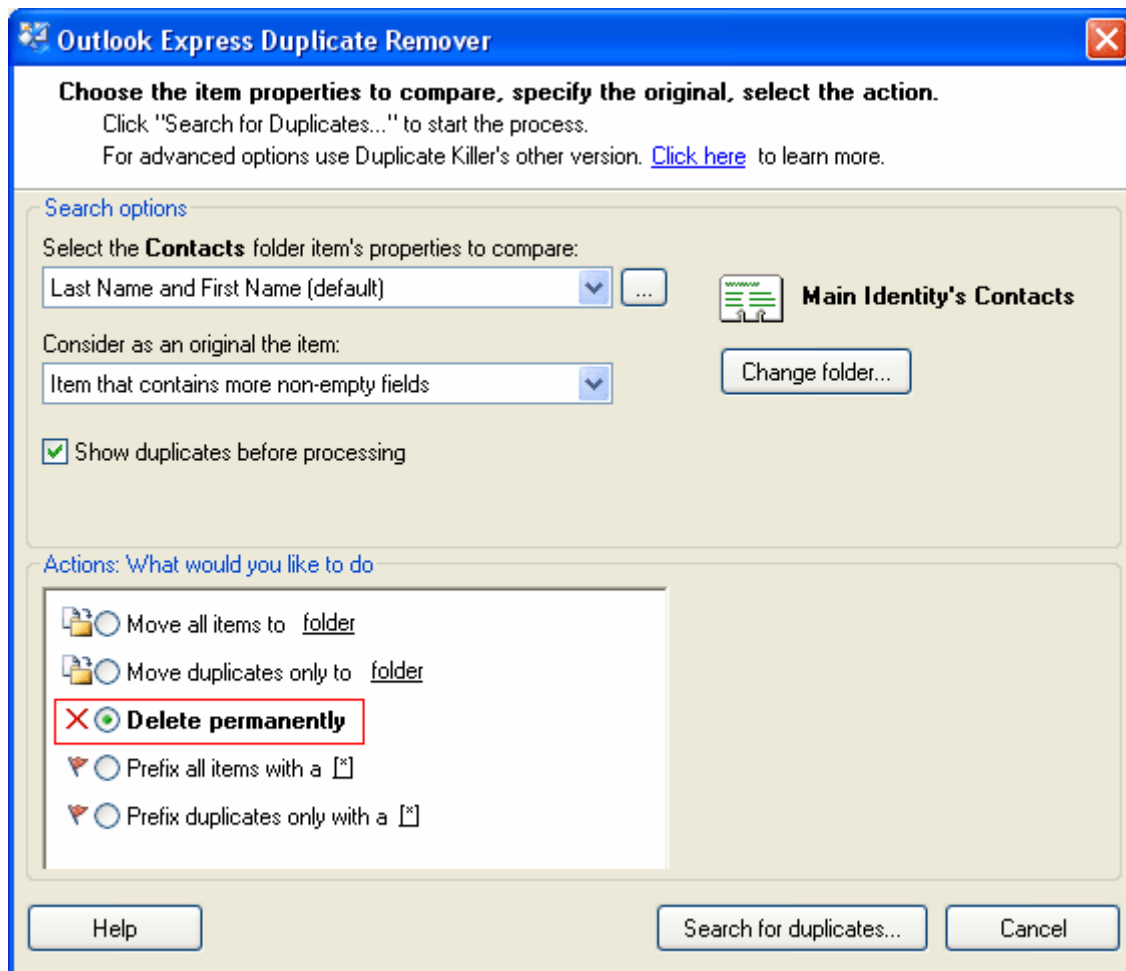 Outlook Express Duplicate Remover
Choose the item properties to compare, specify the original, select the action.
Click "Search for Duplicates..." to start the process.
For advanced options use Duplicate Killer's other version. Click here to learn more.
Search options
Select the Contacts folder item's properties to compare:
Last Name and First Name (default)
...
Main Identity's Contacts
Consider as an original the item:
Item that contains more non-empty fields
Change folder...
Show duplicates before processing
Actions: What would you like to do
Move all items to folder
Move duplicates only to folder
Delete permanently
Prefix all items with a [*]
Prefix duplicates only with a [*]
Help
Search for duplicates...
Cancel